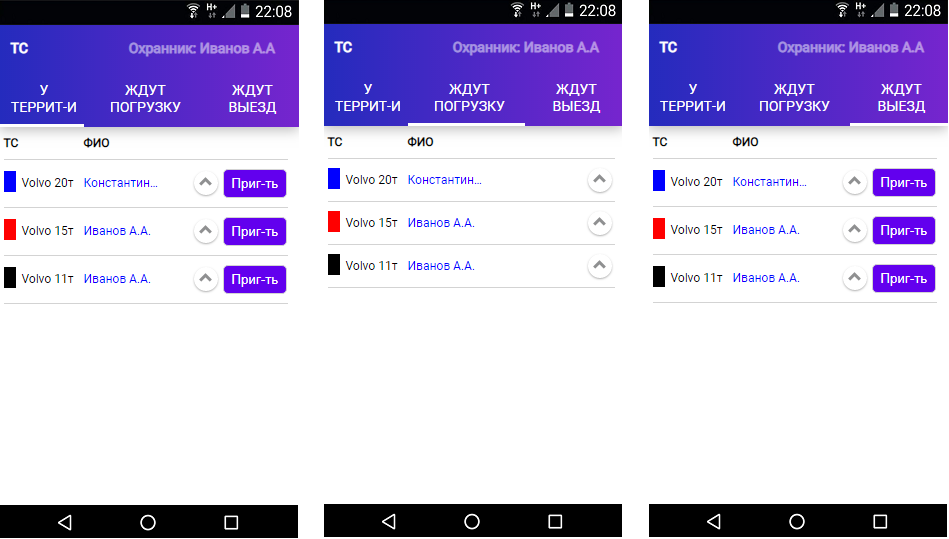 22:08
ТС Охранник: Иванов А.А
У ТЕРРИТ-И ЖДУТ ПОГРУЗКУ ЖДУТ ВЫЕЗД
ТС ФИО
Volvo 20т Константин... Приг-ть
Volvo 15т Иванов А.А. Приг-ть
Volvo 11т Иванов А.А. Приг-ть
22:08
ТС Охранник: Иванов А.А
У ТЕРРИТ-И ЖДУТ ПОГРУЗКУ ЖДУТ ВЫЕЗД
ТС ФИО
Volvo 20т Константин...
Volvo 15т Иванов А.А.
Volvo 11т Иванов А.А.
22:08
ТС Охранник: Иванов А.А
У ТЕРРИТ-И ЖДУТ ПОГРУЗКУ ЖДУТ ВЫЕЗД
ТС ФИО
Volvo 20т Константин... Приг-ть
Volvo 15т Иванов А.А. Приг-ть
Volvo 11т Иванов А.А. Приг-ть